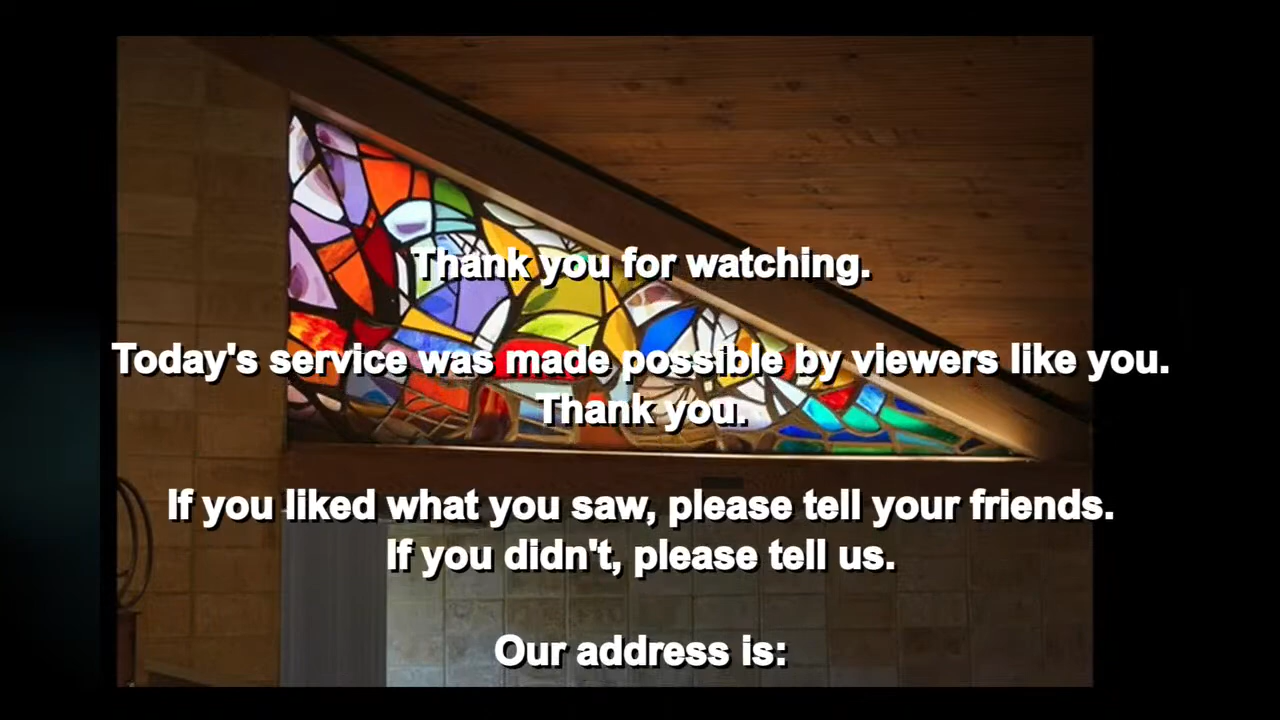 Thank you for watching.
Today's service was made possible by viewers like you.
Thank you.
If you liked what you saw, please tell your friends.
If you didn't, please tell us.
Our address is: